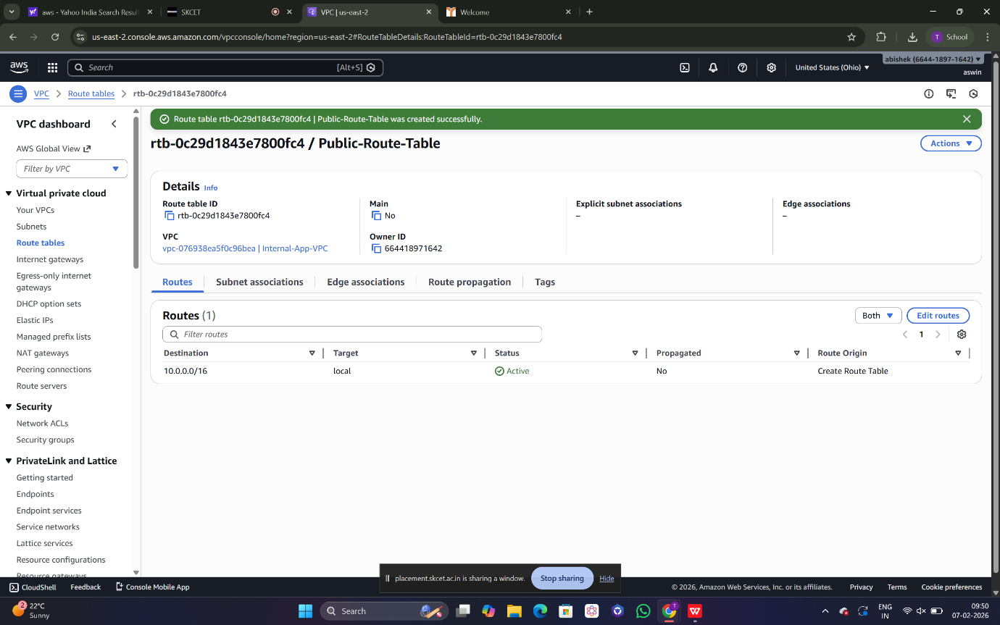 aws - Yahoo India Search Result
SKCET
VPC | us-east-2
Welcome
us-east-2.console.aws.amazon.com/vpcconsole/home?region=us-east-2#RouteTableDetails:RouteTableId=rtb-0c29d1843e7800fc4
T School
aws
Search [Alt+S]
United States (Ohio)
abishek (6644-1897-1642)
aswin
VPC > Route tables > rtb-0c29d1843e7800fc4
VPC dashboard
AWS Global View
Filter by VPC
Virtual private cloud
Your VPCs
Subnets
Route tables
Internet gateways
Egress-only internet
gateways
DHCP option sets
Elastic IPs
Managed prefix lists
NAT gateways
Peering connections
Route servers
Security
Network ACLs
Security groups
PrivateLink and Lattice
Getting started
Endpoints
Endpoint services
Service networks
Lattice services
Resource configurations
Resource gateways
Route table rtb-0c29d1843e7800fc4 | Public-Route-Table was created successfully.
rtb-0c29d1843e7800fc4 / Public-Route-Table
Actions
Details Info
Route table ID
rtb-0c29d1843e7800fc4
Main
No
Explicit subnet associations
–
Edge associations
–
VPC
vpc-076938ea5f0c96bea | Internal-App-VPC
Owner ID
664418971642
Routes Subnet associations Edge associations Route propagation Tags
Routes (1)
Both Edit routes
Filter routes
1
Destination Target Status Propagated Route Origin
10.0.0.0/16 local Active No Create Route Table
placement.skcet.ac.in is sharing a window. Stop sharing Hide
CloudShell Feedback Console Mobile App
© 2026, Amazon Web Services, Inc. or its affiliates. Privacy Terms Cookie preferences
2
22°C
Sunny
Search
T
ENG
IN
09:50
07-02-2026